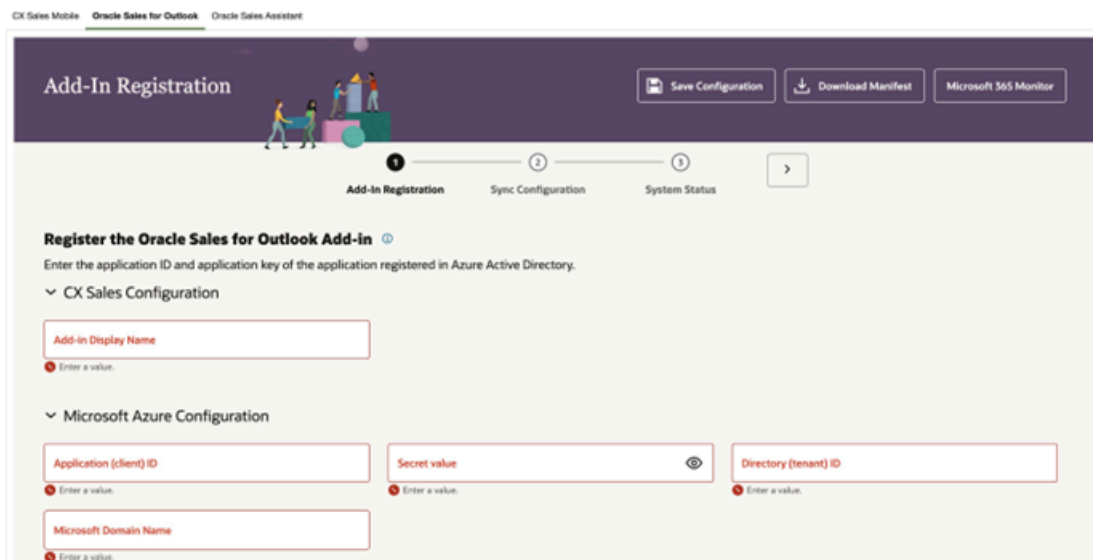 CX Sales Mobile Oracle Sales for Outlook Oracle Sales Assistant
Add-In Registration
Save Configuration Download Manifest Microsoft 365 Monitor
1 2 3
Add-In Registration Sync Configuration System Status
Register the Oracle Sales for Outlook Add-in
Enter the application ID and application key of the application registered in Azure Active Directory.
CX Sales Configuration
Add-in Display Name
Enter a value.
Microsoft Azure Configuration
Application (client) ID Secret value Directory (tenant) ID
Enter a value. Enter a value. Enter a value.
Microsoft Domain Name
Enter a value.